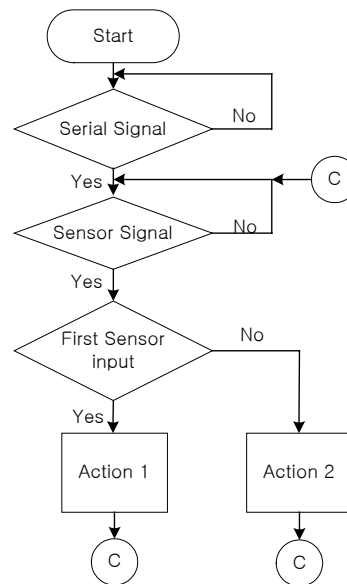 Start
No
Serial Signal
Yes
C
No
Sensor Signal
Yes
No
First Sensor
input
Yes
Action 1
Action 2
C
C